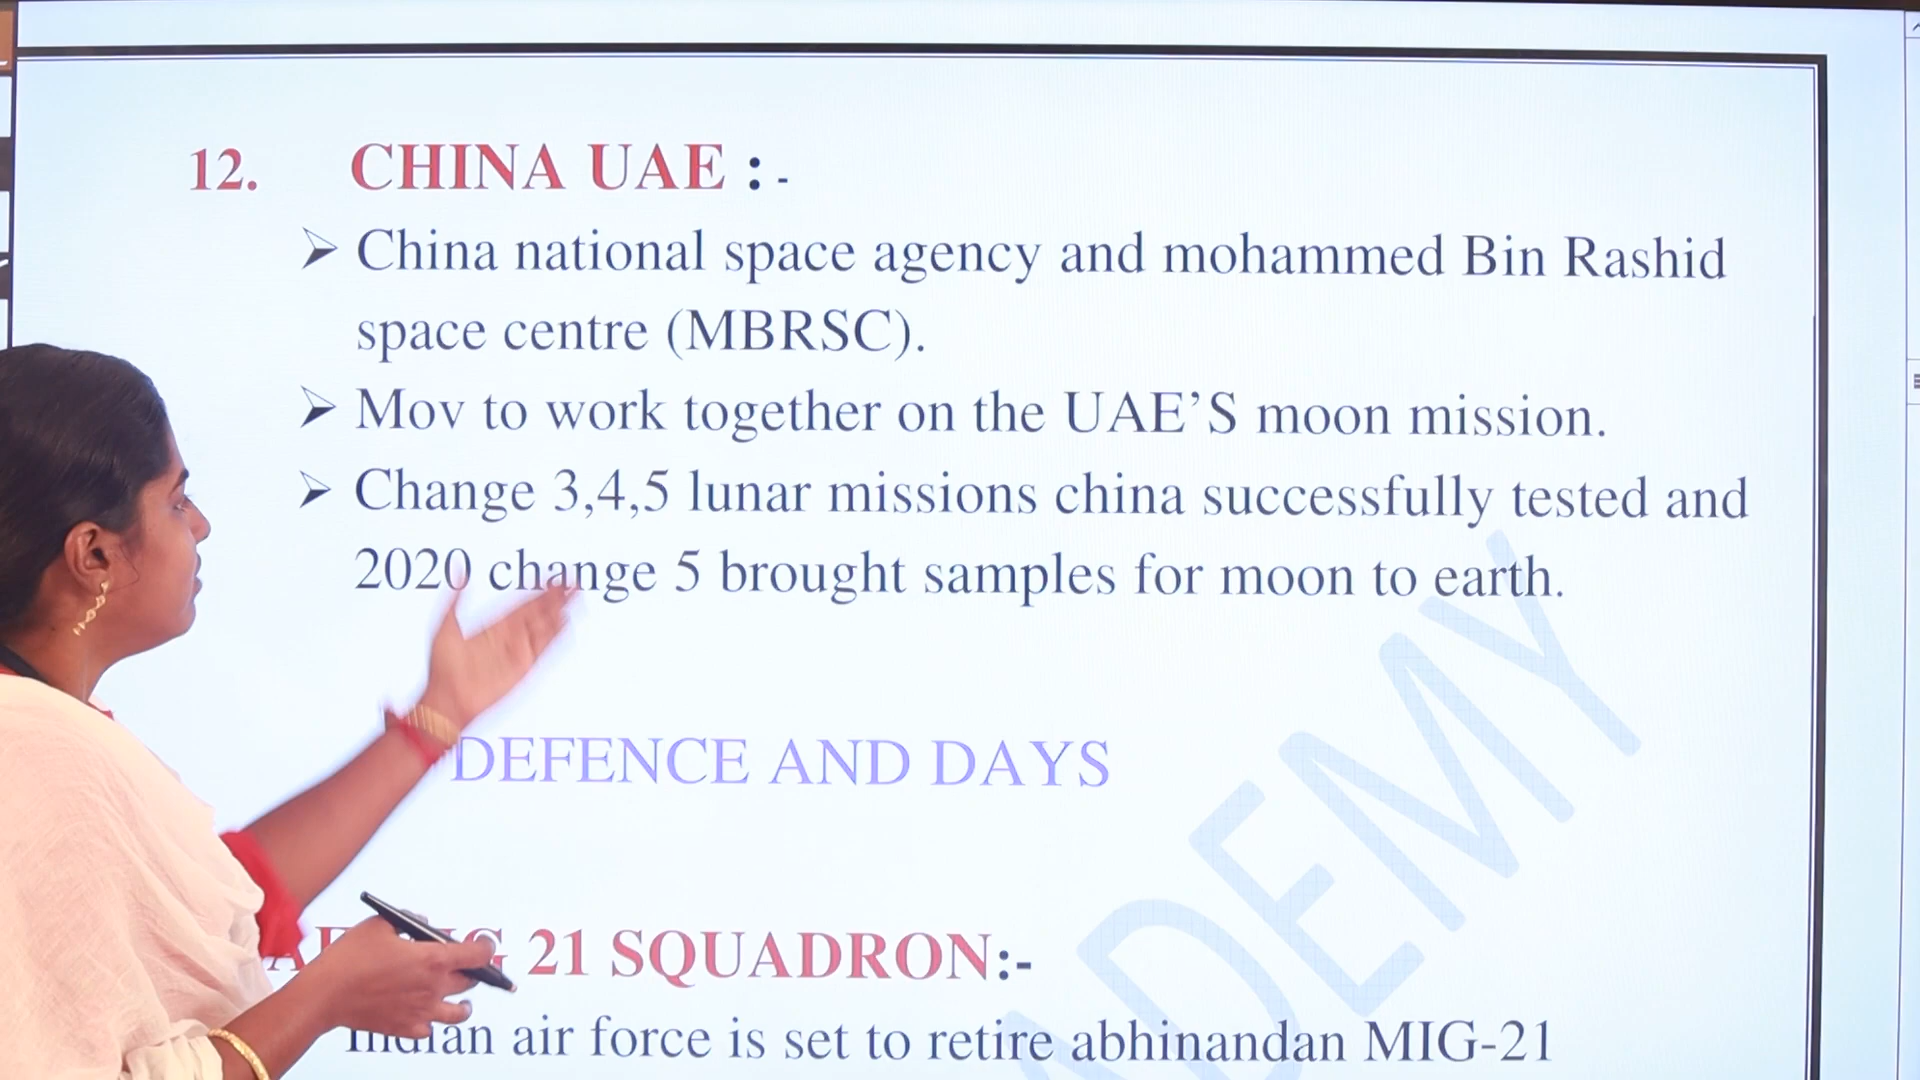 12. CHINA UAE : -
➢ China national space agency and mohammed Bin Rashid
space centre (MBRSC).
➢ Mov to work together on the UAE’S moon mission.
➢ Change 3,4,5 lunar missions china successfully tested and
2020 change 5 brought samples for moon to earth.
DEFENCE AND DAYS
21 SQUADRON:-
Indian air force is set to retire abhinandan MIG-21